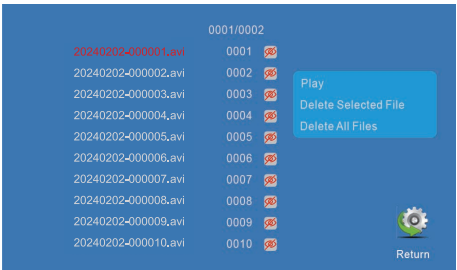 0001/0002
20240202-000001.avi 0001
20240202-000002.avi 0002
20240202-000003.avi 0003
20240202-000004.avi 0004
20240202-000005.avi 0005
20240202-000006.avi 0006
20240202-000007.avi 0007
20240202-000008.avi 0008
20240202-000009.avi 0009
20240202-000010.avi 0010
Play
Delete Selected File
Delete All Files
Return